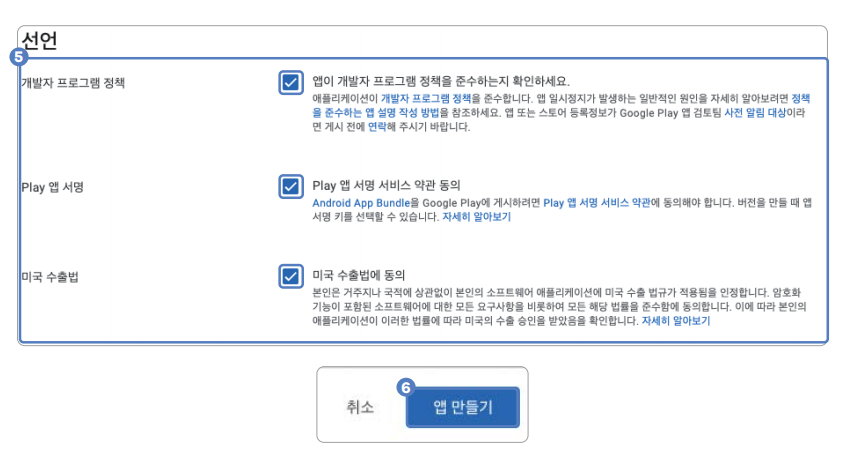 선언
5
개발자 프로그램 정책
앱이 개발자 프로그램 정책을 준수하는지 확인하세요.
애플리케이션이 개발자 프로그램 정책을 준수합니다. 앱 일시정지가 발생하는 일반적인 원인을 자세히 알아보려면 정책
을 준수하는 앱 설명 작성 방법을 참조하세요. 앱 또는 스토어 등록정보가 Google Play 앱 검토팀 사전 알림 대상이라
면 게시 전에 연락해 주시기 바랍니다.
Play 앱 서명
Play 앱 서명 서비스 약관 동의
Android App Bundle을 Google Play에 게시하려면 Play 앱 서명 서비스 약관에 동의해야 합니다. 버전을 만들 때 앱
서명 키를 선택할 수 있습니다. 자세히 알아보기
미국 수출법
미국 수출법에 동의
본인은 거주지나 국적에 상관없이 본인의 소프트웨어 애플리케이션에 미국 수출 법규가 적용됨을 인정합니다. 암호화
기능이 포함된 소프트웨어에 대한 모든 요구사항을 비롯하여 모든 해당 법률을 준수함에 동의합니다. 이에 따라 본인의
애플리케이션이 이러한 법률에 따라 미국의 수출 승인을 받았음을 확인합니다. 자세히 알아보기
6
취소
앱 만들기